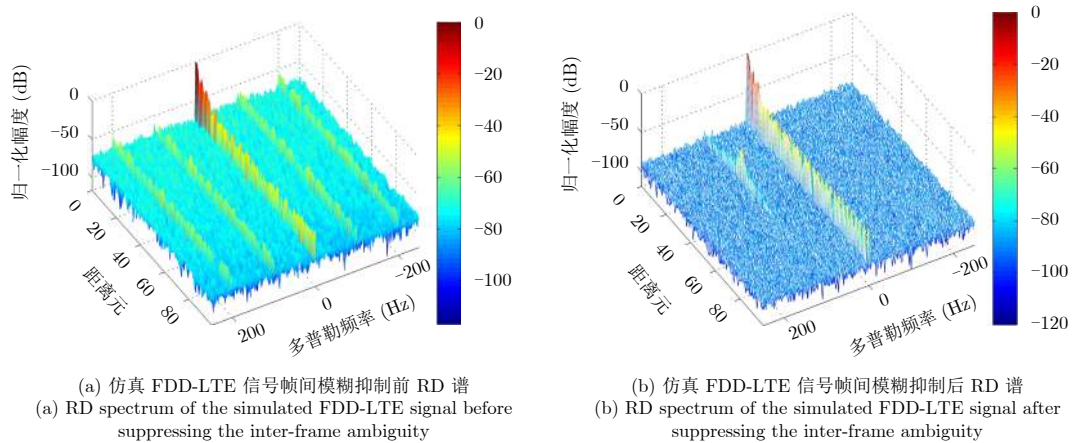 0
−20
−40
−60
−80
−100
0
−50
−100
归一化幅度 (dB)
0
20
40
60
80
距离元
200
0
−200
多普勒频率 (Hz)
(a) 仿真 FDD-LTE 信号帧间模糊抑制前 RD 谱
(a) RD spectrum of the simulated FDD-LTE signal before
suppressing the inter-frame ambiguity
0
−20
−40
−60
−80
−100
−120
0
−50
−100
归一化幅度 (dB)
0
20
40
60
80
距离元
200
0
−200
多普勒频率 (Hz)
(b) 仿真 FDD-LTE 信号帧间模糊抑制后 RD 谱
(b) RD spectrum of the simulated FDD-LTE signal after
suppressing the inter-frame ambiguity